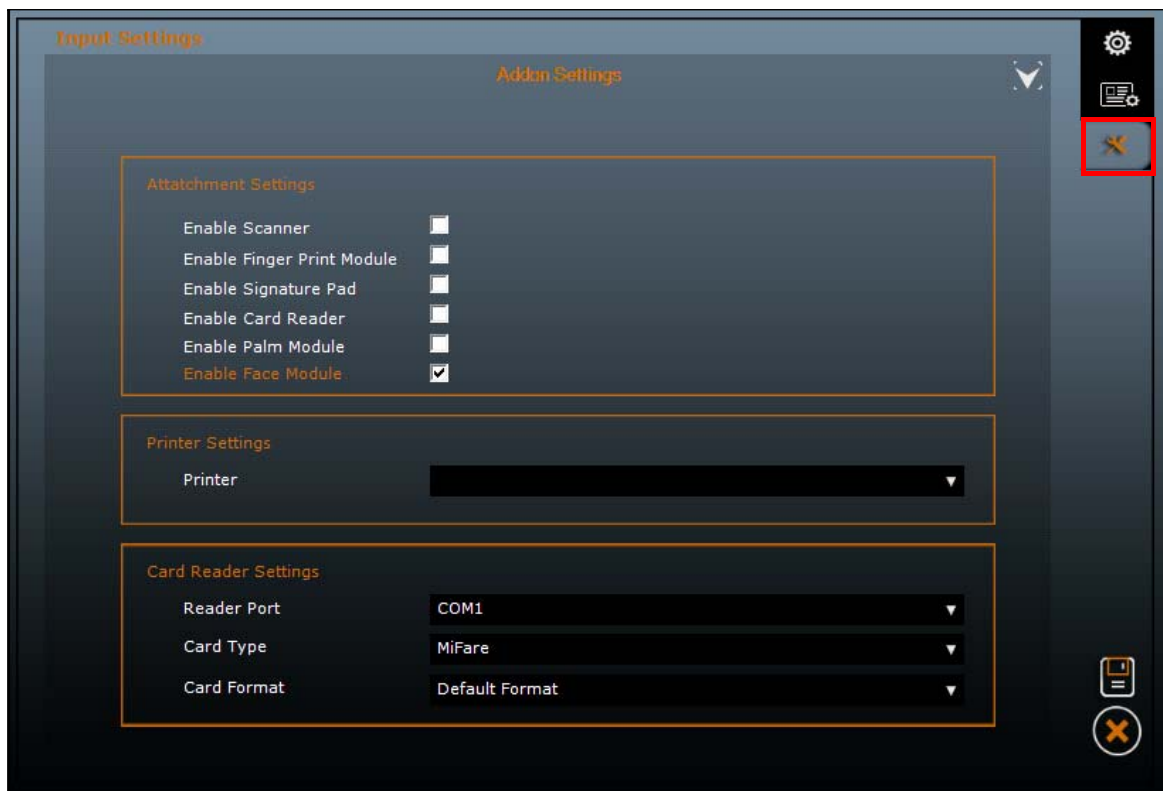 Input Settings
Addon Settings
Attatchment Settings
Enable Scanner
Enable Finger Print Module
Enable Signature Pad
Enable Card Reader
Enable Palm Module
Enable Face Module
Printer Settings
Printer
Card Reader Settings
Reader Port COM1
Card Type MiFare
Card Format Default Format